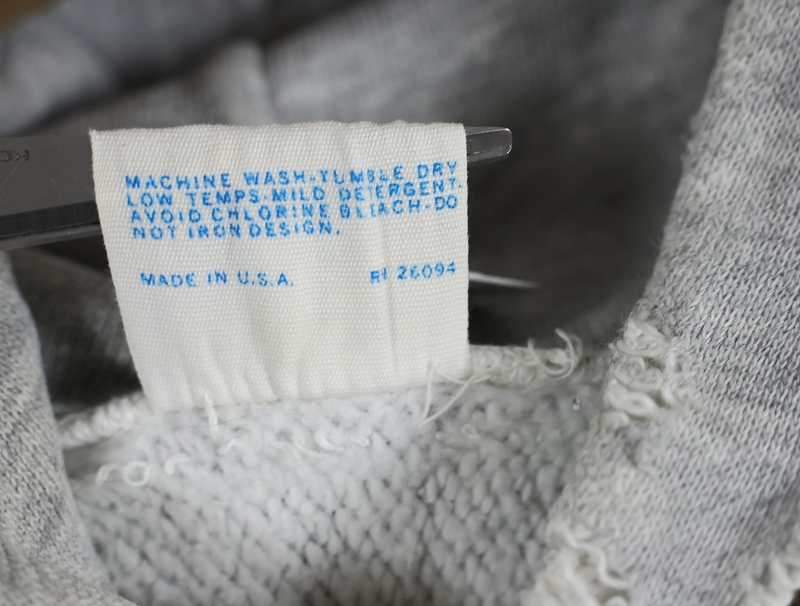 MACHINE WASH-TUMBLE DRY
LOW TEMPS-MILD DETERGENT-
AVOID CHLORINE BLEACH-DO
NOT IRON DESIGN.
MADE IN U.S.A. RN 26094